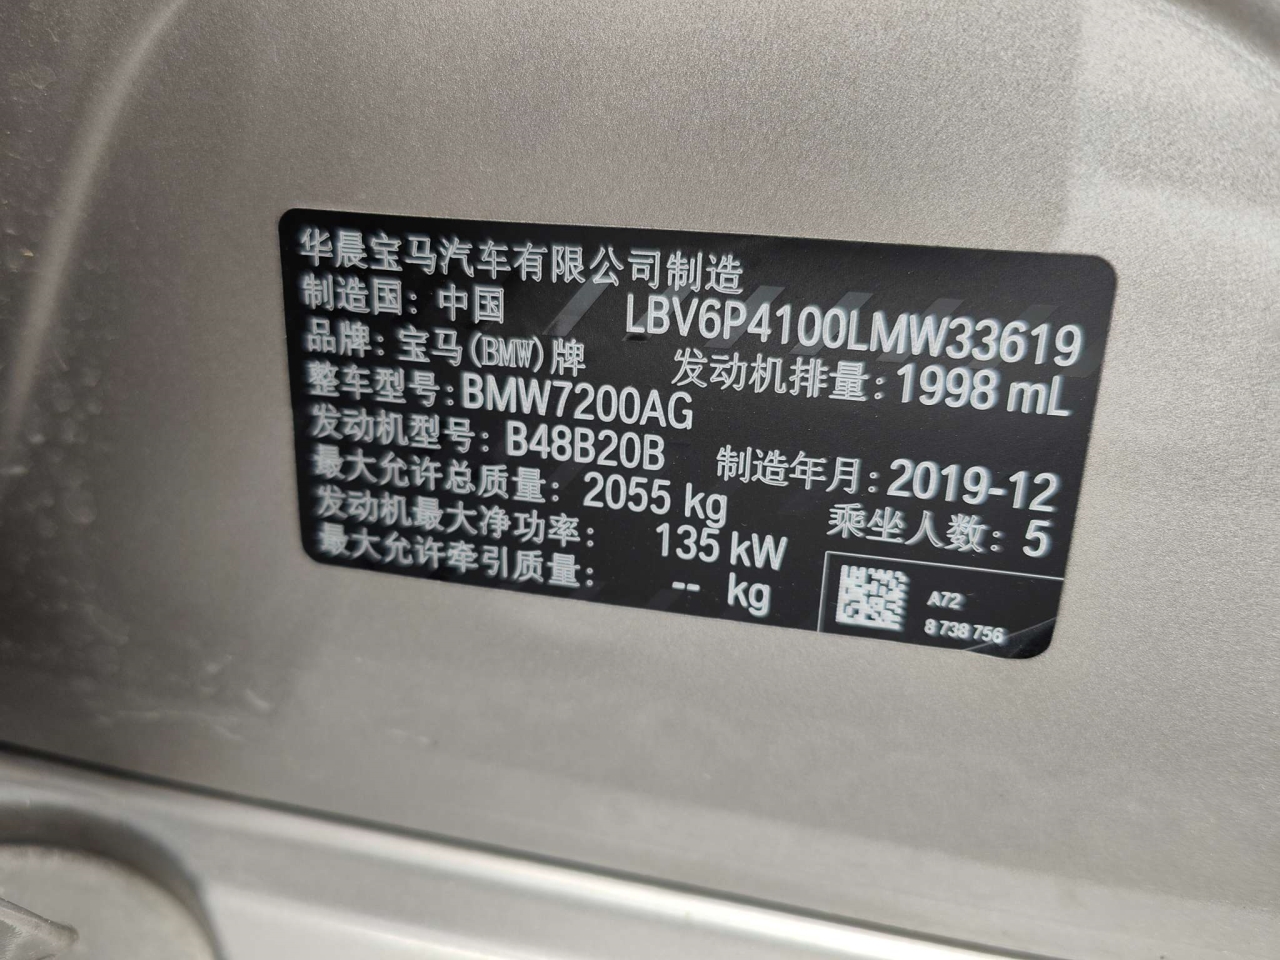 华晨宝马汽车有限公司制造
制造国: 中国 LBV6P4100LMW33619
品牌: 宝马(BMW)牌 发动机排量: 1998 mL
整车型号: BMW7200AG
发动机型号: B48B20B 制造年月: 2019-12
最大允许总质量: 2055 kg 乘坐人数: 5
发动机最大净功率: 135 kW
最大允许牵引质量: -- kg
A72
8 738 756